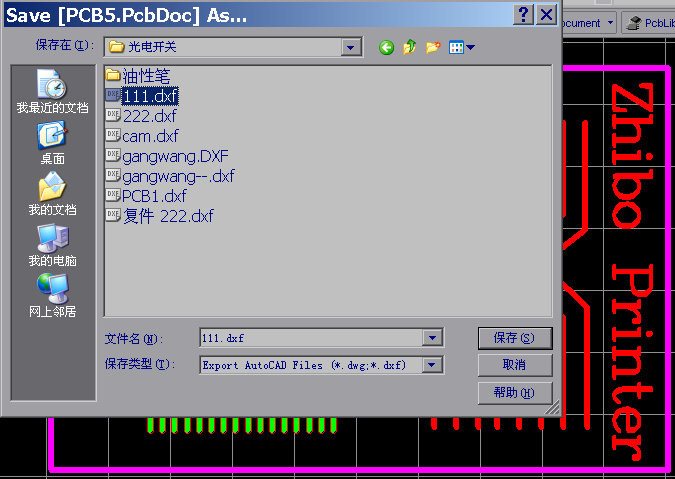 Save [PCB5.PcbDoc] As...
保存在(I):
光电开关
我最近的文档
桌面
我的文档
我的电脑
网上邻居
油性笔
111.dxf
222.dxf
cam.dxf
gangwang.DXF
gangwang--.dxf
PCB1.dxf
复件 222.dxf
文件名(N):
111.dxf
保存(S)
保存类型(T):
Export AutoCAD Files (*.dwg;*.dxf)
取消
帮助(H)
ocument
PcbLib
Zhibo Printer